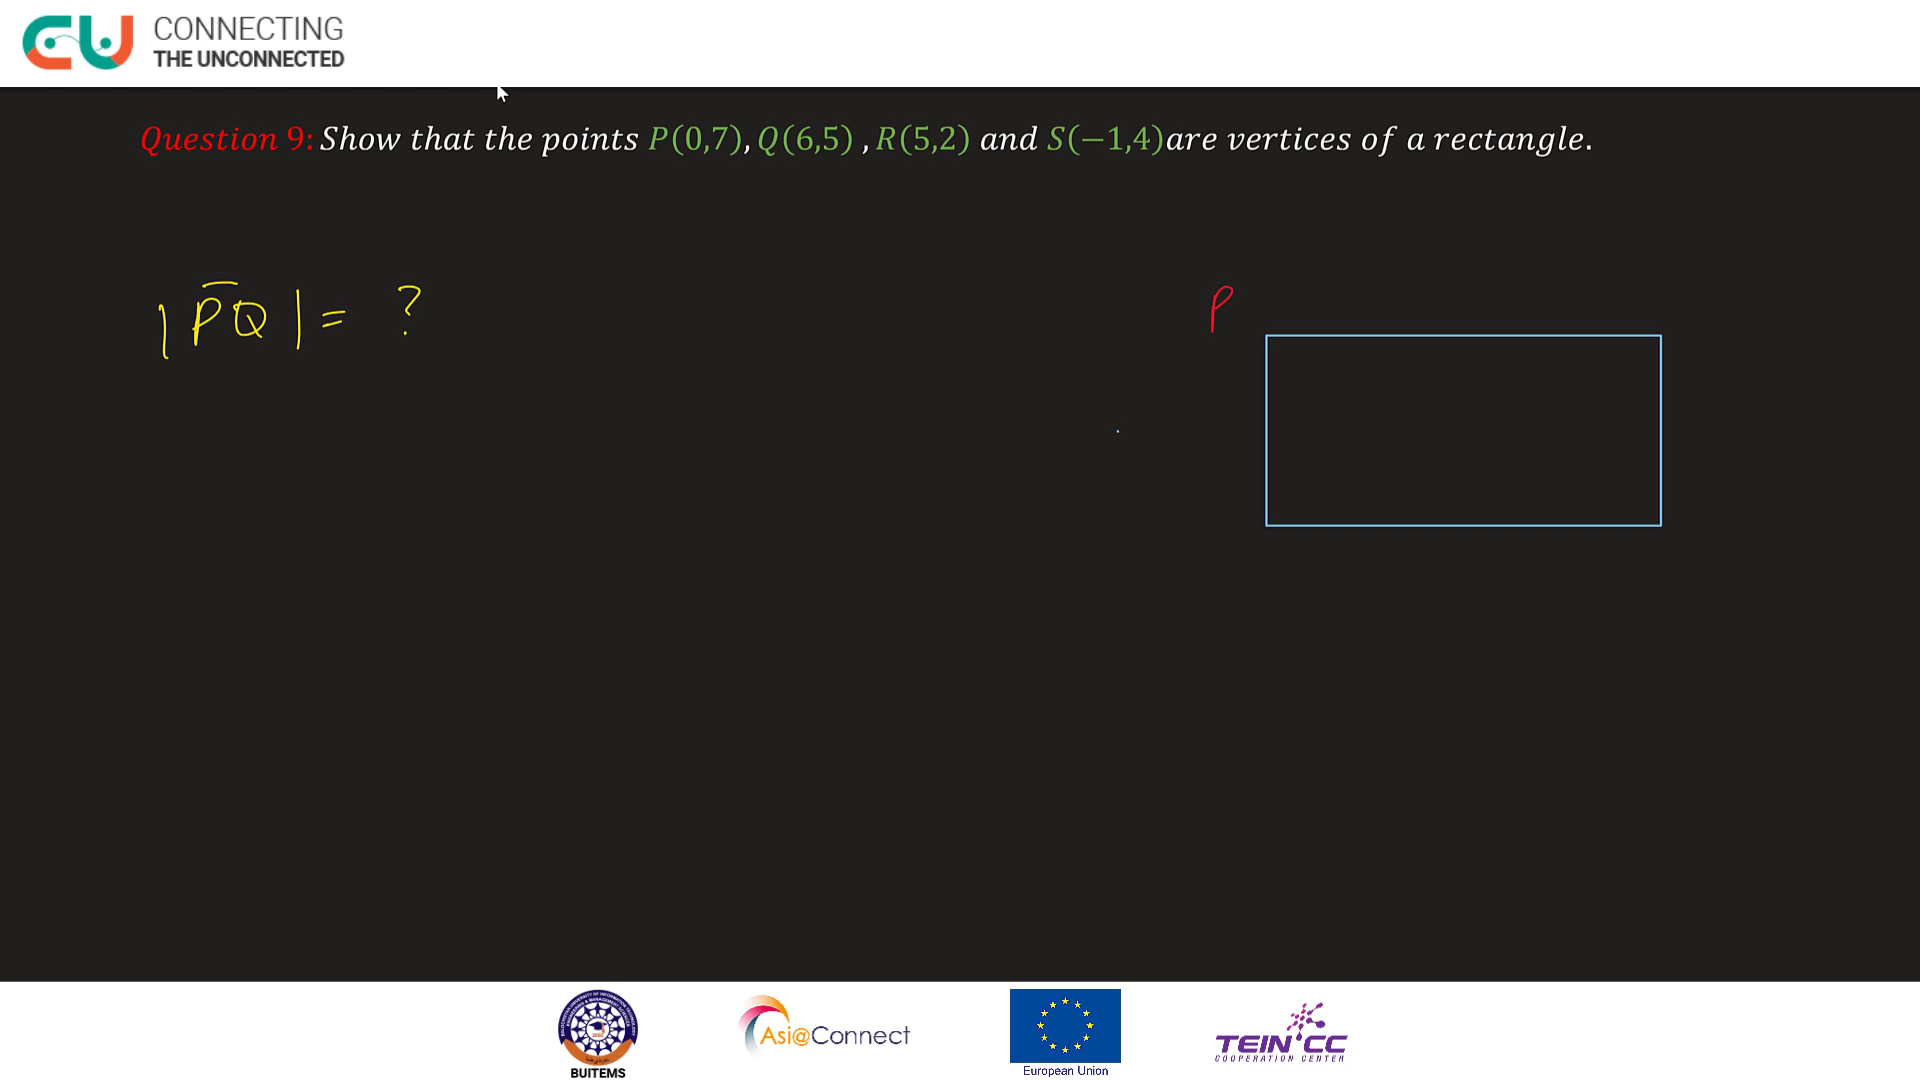 CONNECTING
THE UNCONNECTED
Question 9: Show that the points P(0,7), Q(6,5) , R(5,2) and S(−1,4)are vertices of a rectangle.
|PQ| = ?
P
BUITEMS
Asi@Connect
European Union
TEIN*CC
COOPERATION CENTER